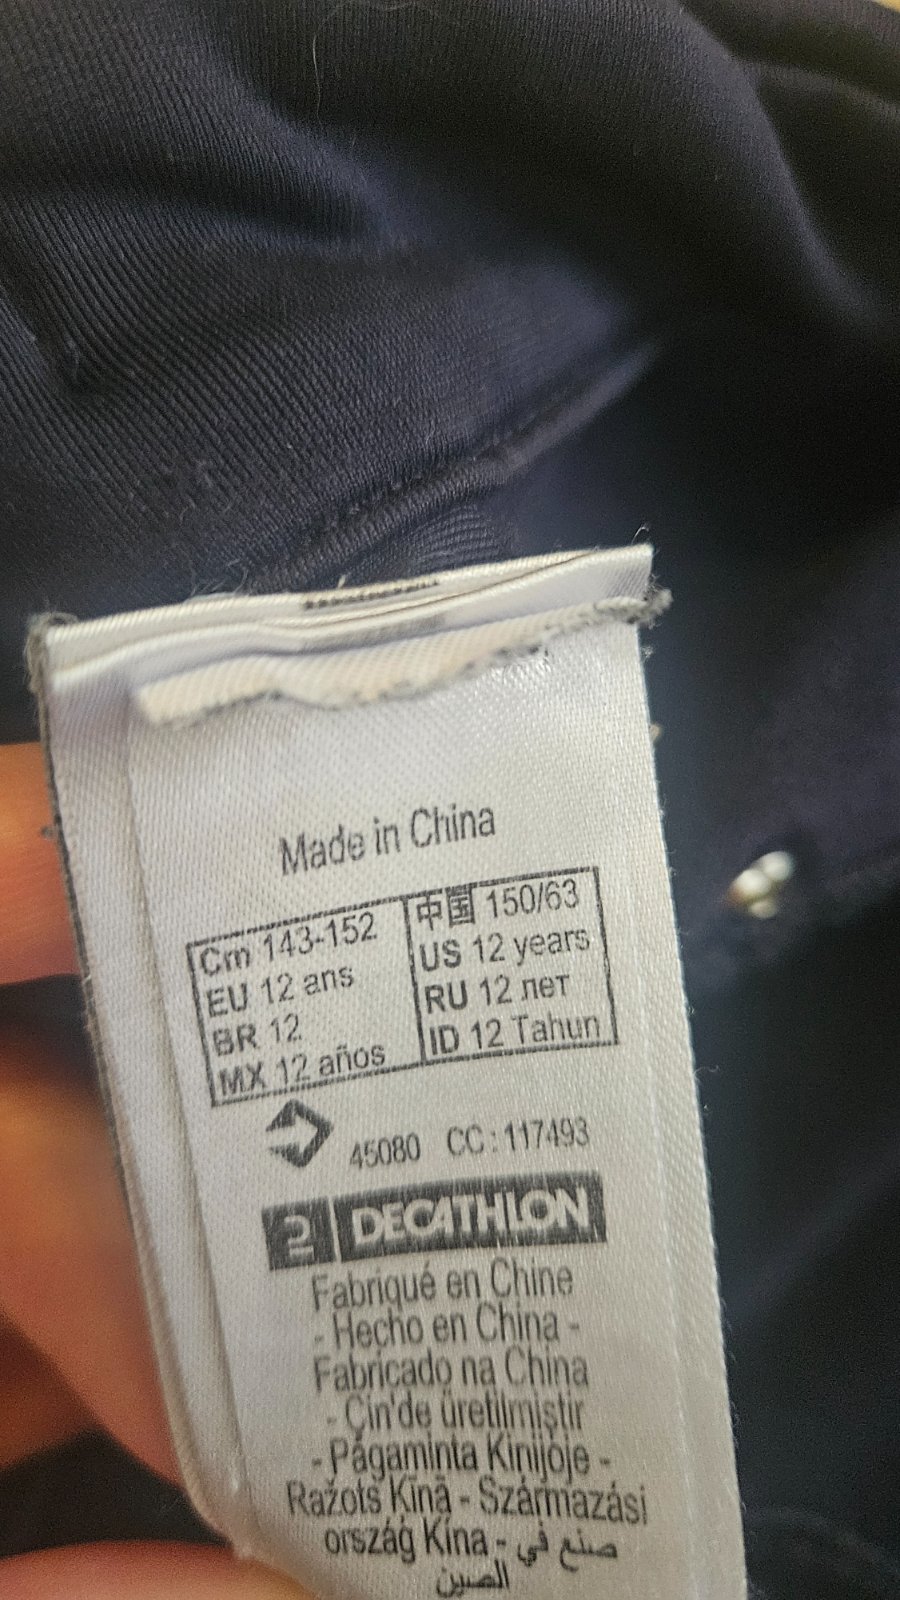 Made in China
Cm 143-152
EU 12 ans
BR 12
MX 12 años
中国 150/63
US 12 years
RU 12 лет
ID 12 Tahun
45080 CC : 117493
DECATHLON
Fabriqué en Chine
- Hecho en China -
Fabricado na China
- Çin'de üretilmiştir
- Pagaminta Kinijoje -
Ražots Ķīnā - Származási
ország Kína - صنع في
الصين